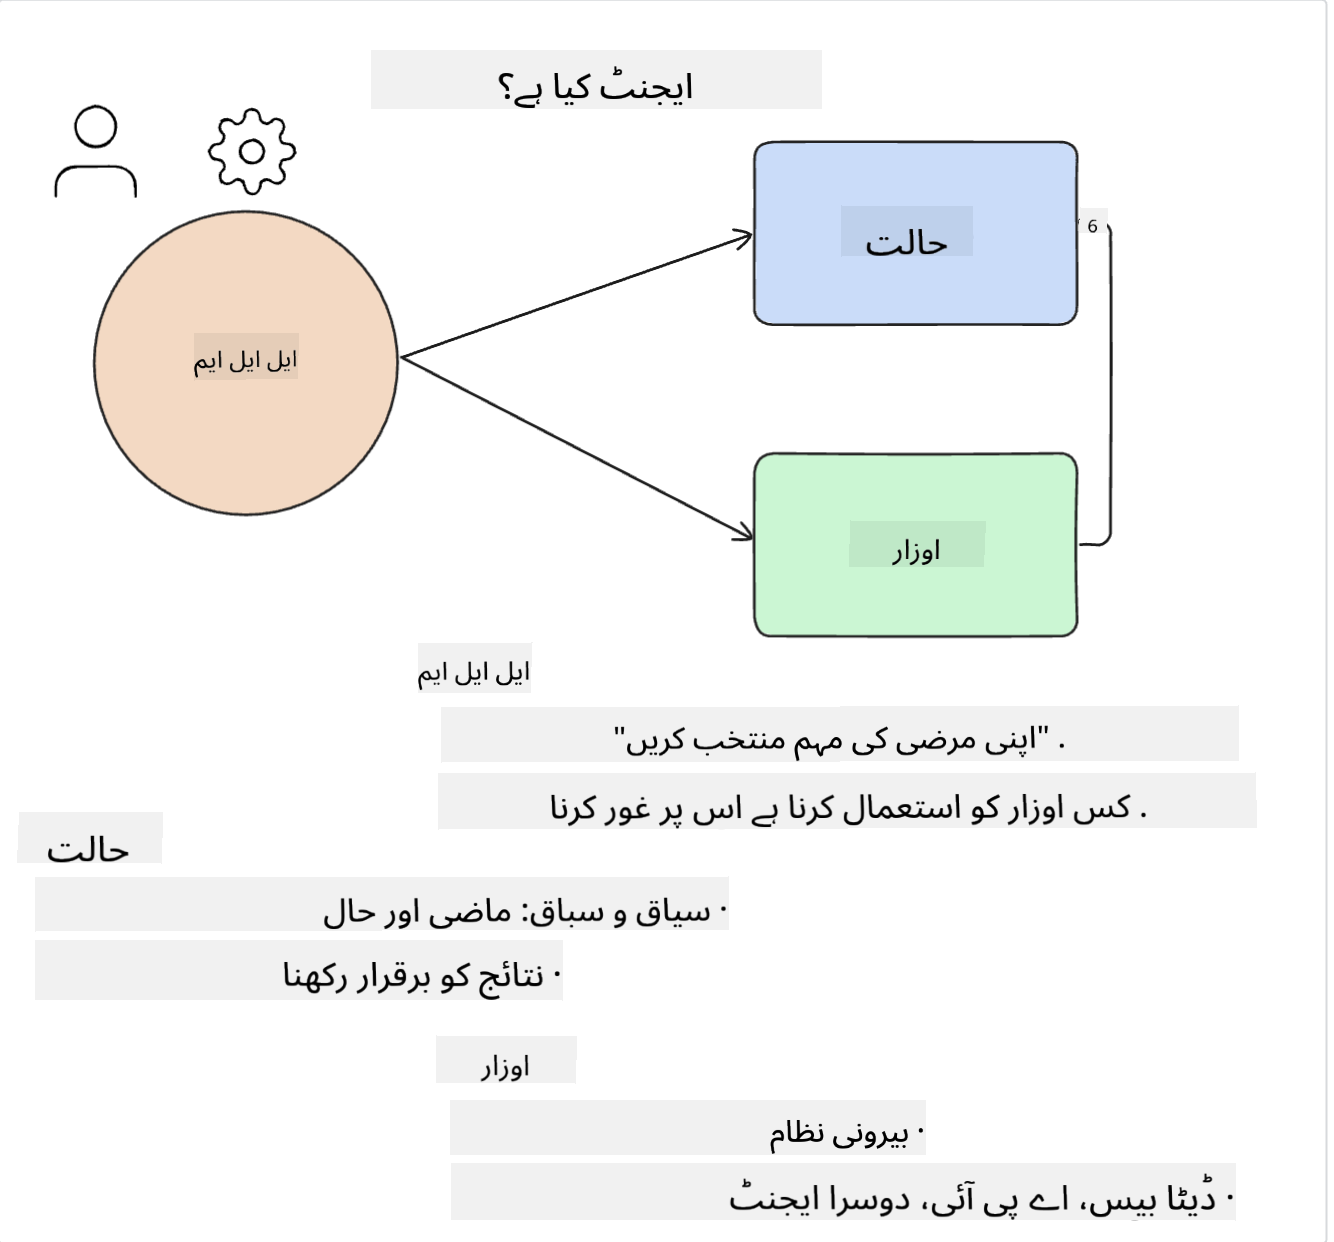 ایجنٹ کیا ہے؟
حالت
6
ایل ایل ایم
اوزار
ایل ایل ایم
. "اپنی مرضی کی مہم منتخب کریں"
. کس اوزار کو استعمال کرنا ہے اس پر غور کرنا
حالت
· سیاق و سباق: ماضی اور حال
· نتائج کو برقرار رکھنا
اوزار
· بیرونی نظام
· ڈیٹا بیس، اے پی آئی، دوسرا ایجنٹ